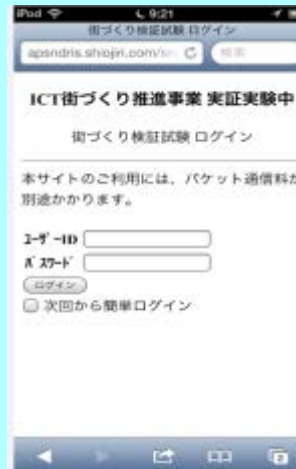 iPod 9:21
街づくり検証試験 ログイン
apsndris.shiojiri.com/
検索
ICT街づくり推進事業 実証実験中
街づくり検証試験 ログイン
本サイトのご利用には、パケット通信料が
別途かかります。
ﾕｰｻﾞｰID
ﾊﾟｽﾜｰﾄﾞ
ログイン
次回から簡単ログイン